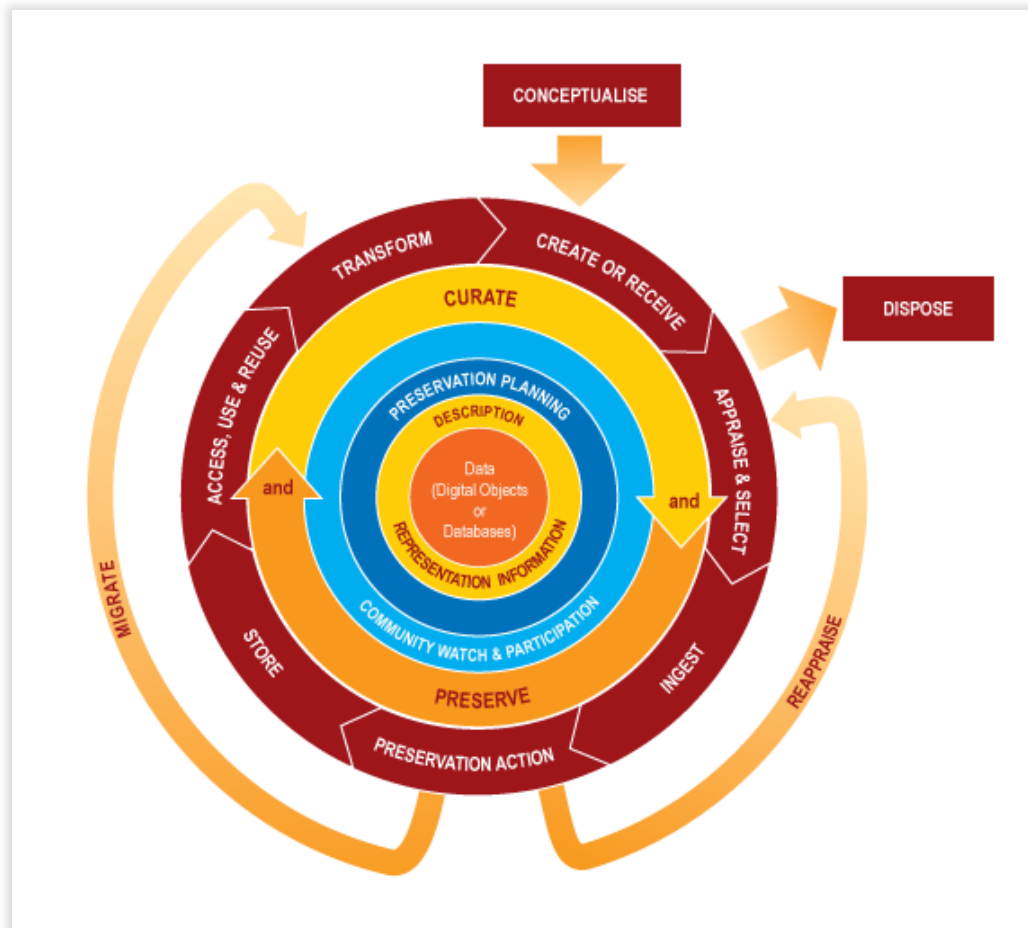 CONCEPTUALISE
TRANSFORM
CREATE OR RECEIVE
CURATE
DISPOSE
ACCESS, USE & REUSE
PRESERVATION PLANNING
DESCRIPTION
APPRAISE & SELECT
Data
(Digital Objects
or
Databases)
and
and
REPRESENTATION INFORMATION
MIGRATE
COMMUNITY WATCH & PARTICIPATION
STORE
INGEST
REAPPRAISE
PRESERVE
PRESERVATION ACTION